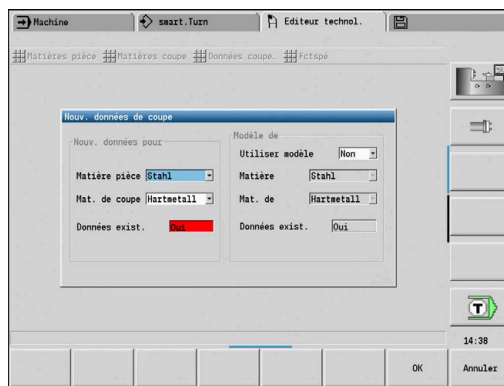 Machine smart.Turn Editeur technol.
Matières pièce Matières coupe Données coupe… Fctspé
Nouv. données de coupe
Nouv. données pour
Matière pièce Stahl
Mat. de coupe Hartmetall
Données exist. Oui
Modèle de
Utiliser modèle Non
Matière Stahl
Mat. de Hartmetall
Données exist. Oui
T
14:38
OK Annuler